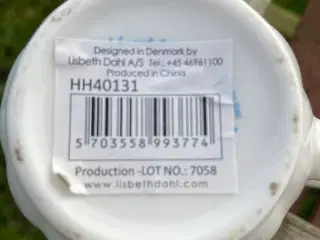 Designed in Denmark by
Lisbeth Dahl A/S Tel.: +45 46961100
Produced in China
HH40131
5 703558 993774
Production -LOT NO.: 7058
www.lisbethdahl.com